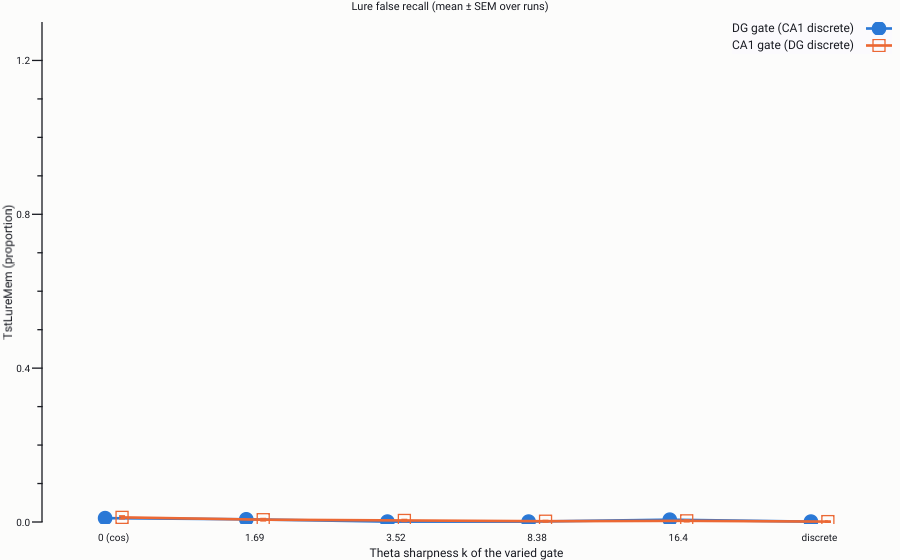 Lure false recall (mean ± SEM over runs)
DG gate (CA1 discrete)
CA1 gate (DG discrete)
TstLureMem (proportion)
1.2
0.8
0.4
0.0
0 (cos) 1.69 3.52 8.38 16.4 discrete
Theta sharpness k of the varied gate